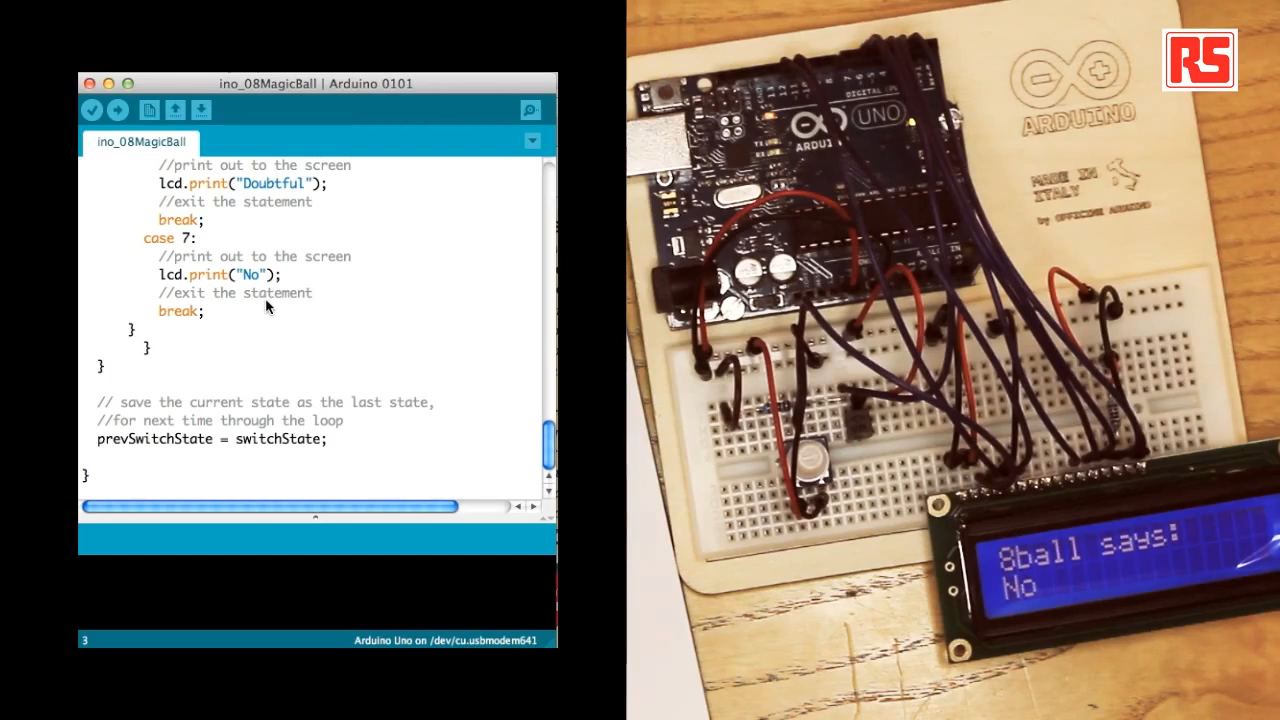 ino_08MagicBall | Arduino 0101
ino_08MagicBall
//print out to the screen
lcd.print("Doubtful");
//exit the statement
break;
case 7:
//print out to the screen
lcd.print("No");
//exit the statement
break;
}
}
}
// save the current state as the last state,
//for next time through the loop
prevSwitchState = switchState;
}
3
Arduino Uno on /dev/cu.usbmodem641
RS
UNO
ARDUINO
MADE IN
ITALY
by OFFICINE ARDUINO
8ball says:
No